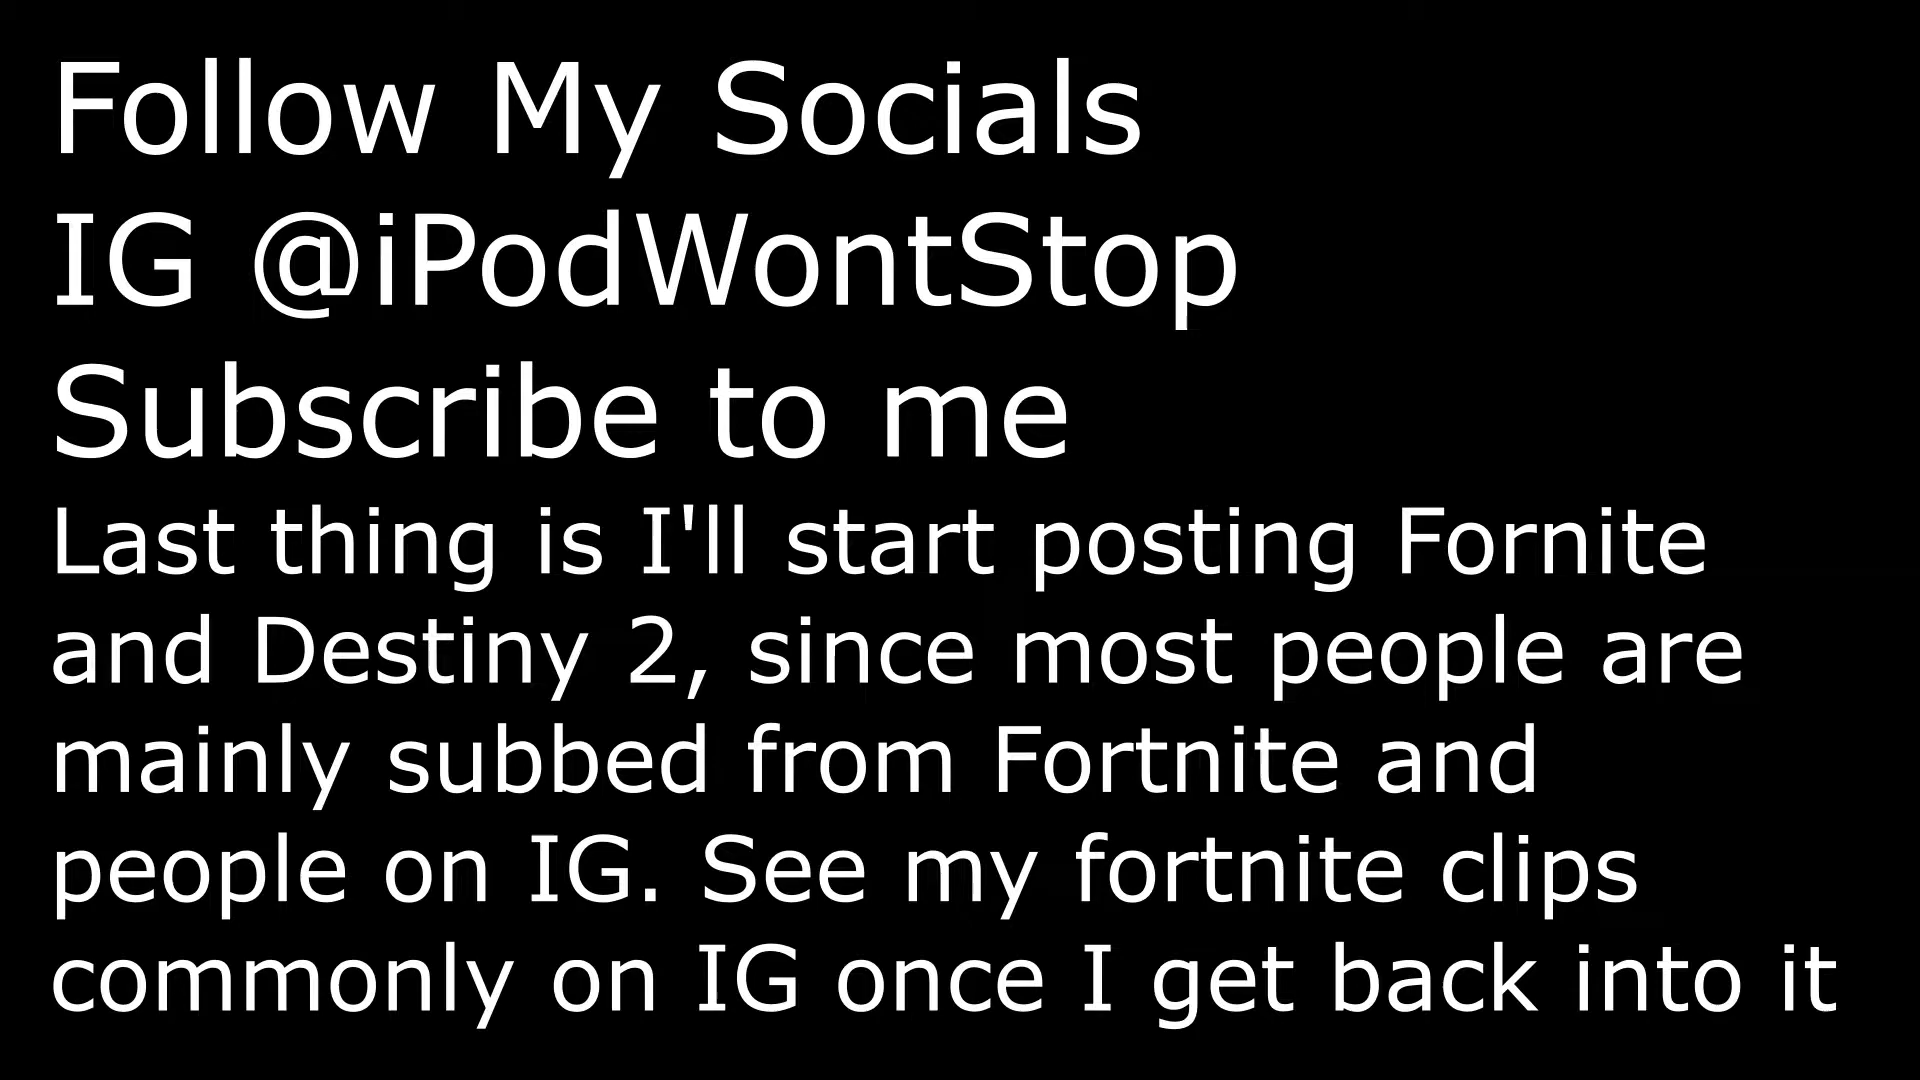 Follow My Socials
IG @iPodWontStop
Subscribe to me
Last thing is I'll start posting Fornite
and Destiny 2, since most people are
mainly subbed from Fortnite and
people on IG. See my fortnite clips
commonly on IG once I get back into it